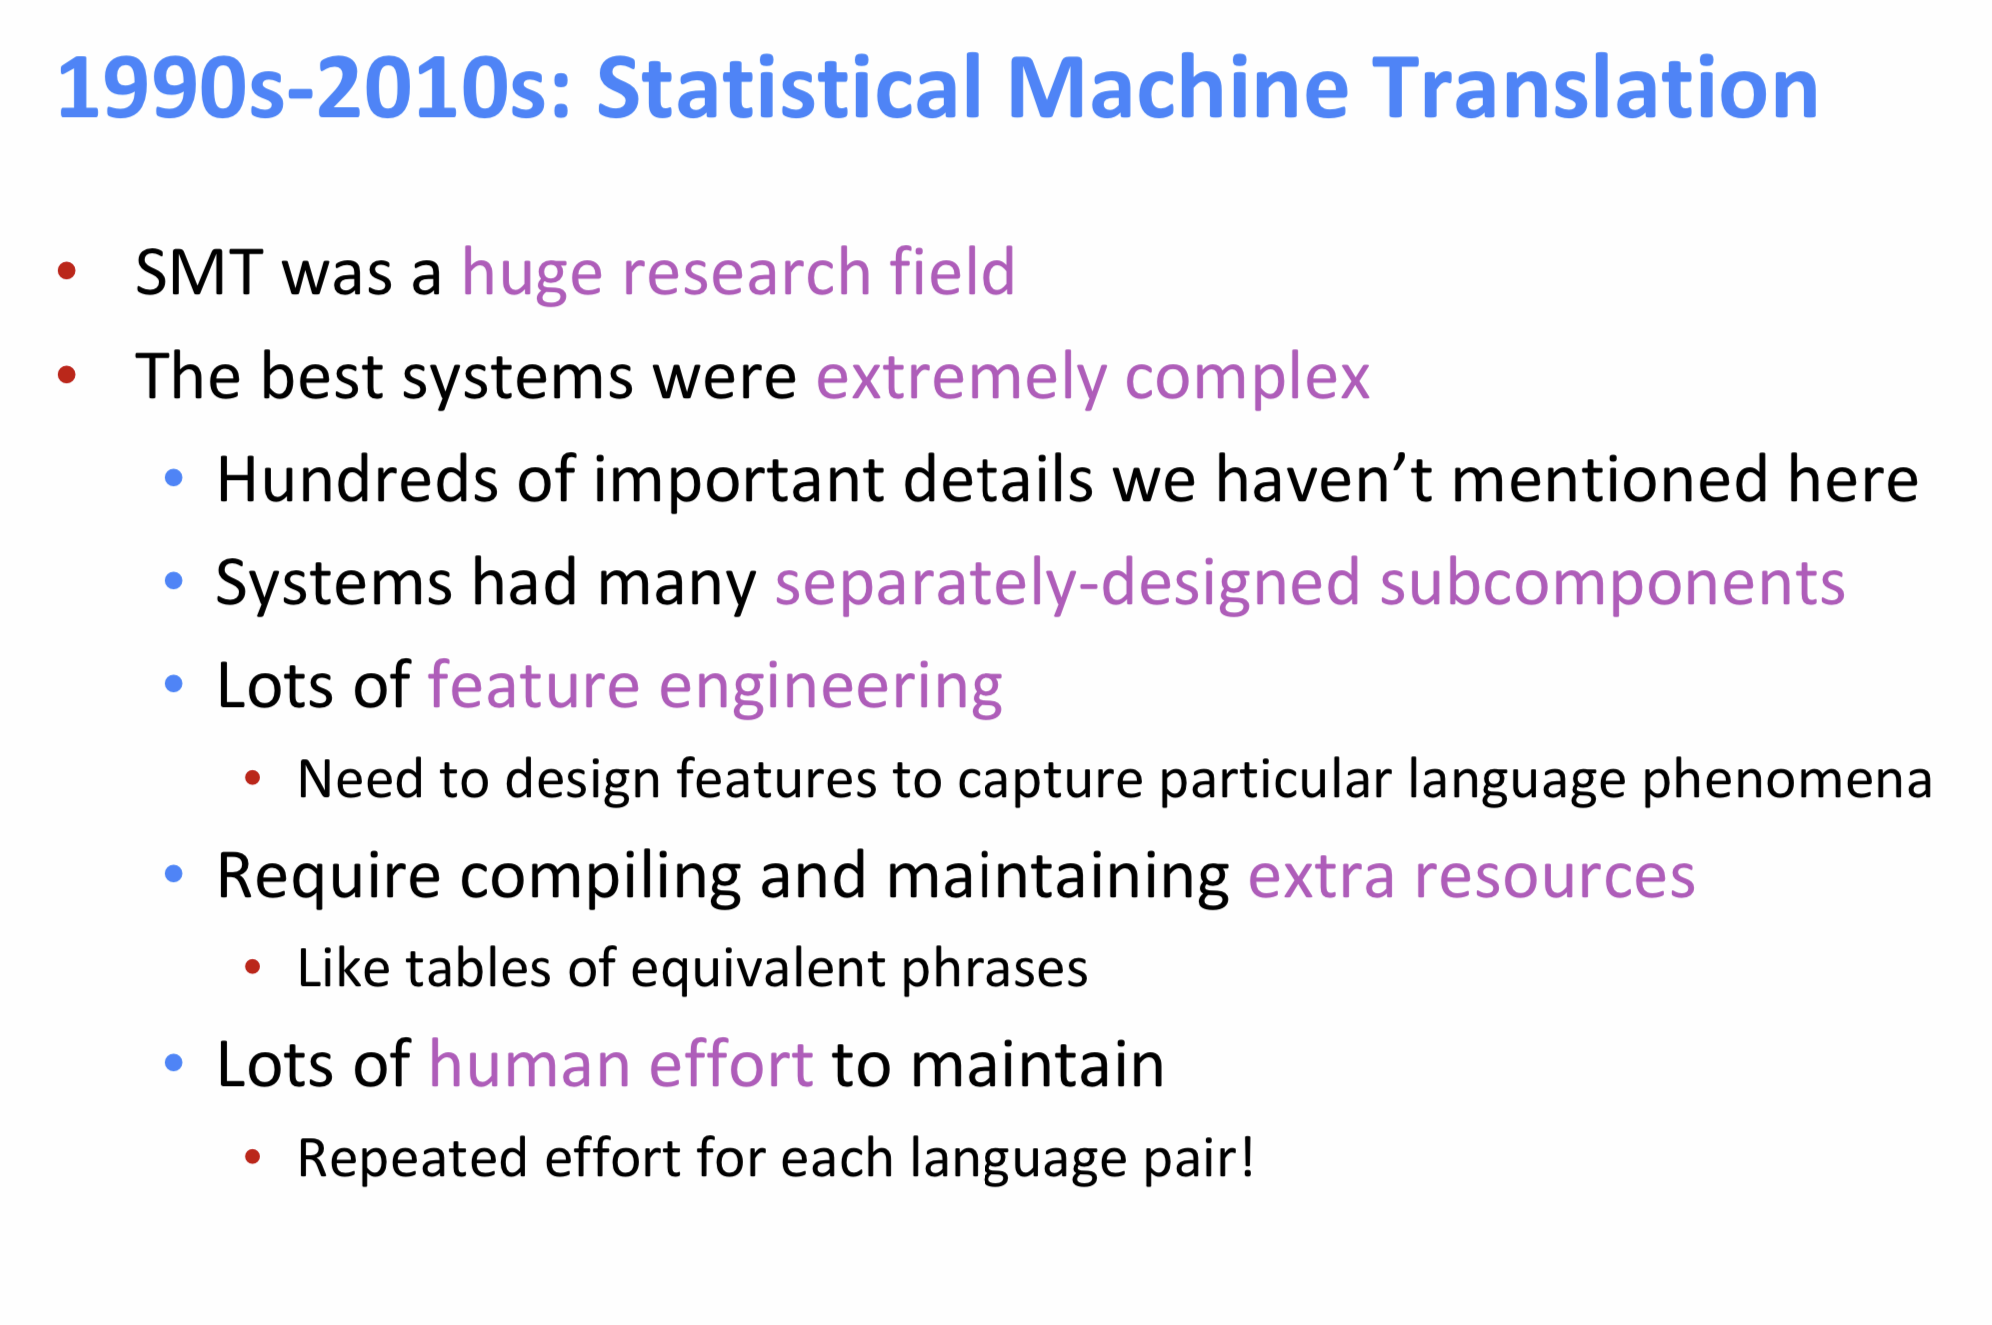 1990s-2010s: Statistical Machine Translation
• SMT was a huge research field
• The best systems were extremely complex
• Hundreds of important details we haven’t mentioned here
• Systems had many separately-designed subcomponents
• Lots of feature engineering
• Need to design features to capture particular language phenomena
• Require compiling and maintaining extra resources
• Like tables of equivalent phrases
• Lots of human effort to maintain
• Repeated effort for each language pair!